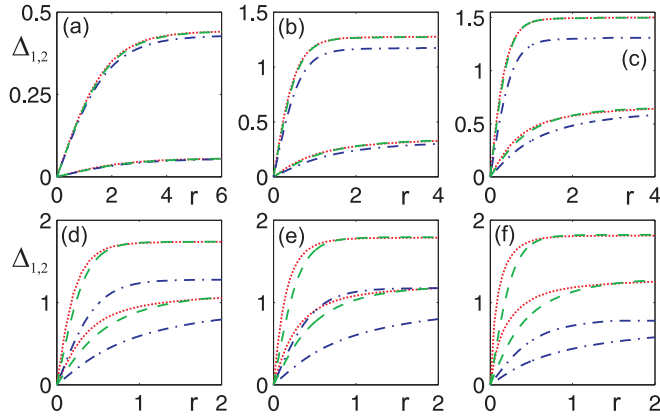 0.5 (a) 1.5 (b) 1.5 (c)
Δ1,2 1
0.25 0.5 0.5
0 0 0
0 2 4 r 6 0 2 r 4 0 2 r 4
2 (d) 2 (e) 2 (f)
Δ1,2
1 1 1
0 0 0
0 1 r 2 0 1 r 2 0 1 r 2